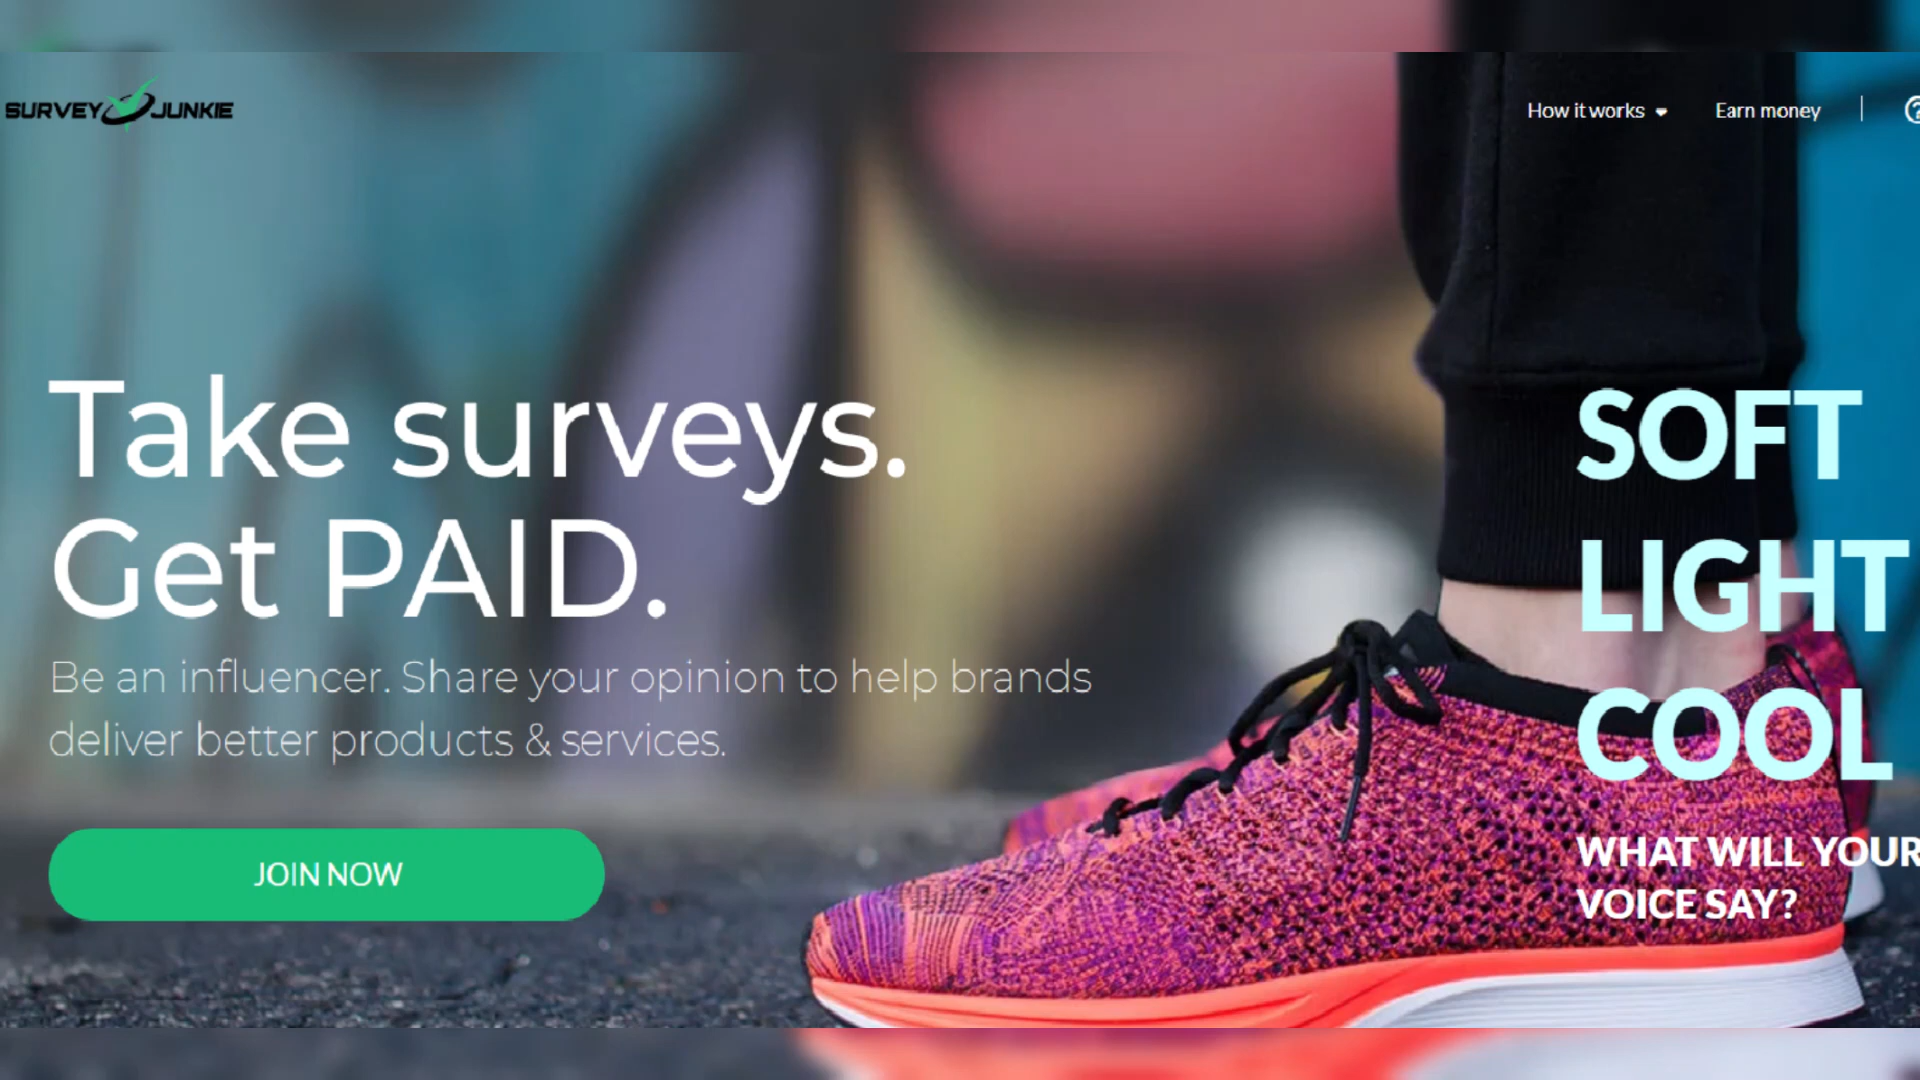 SURVEY JUNKIE
How it works
Earn money
Take surveys.
Get PAID.
Be an influencer. Share your opinion to help brands
deliver better products & services.
JOIN NOW
SOFT
LIGHT
COOL
WHAT WILL YOUR
VOICE SAY?